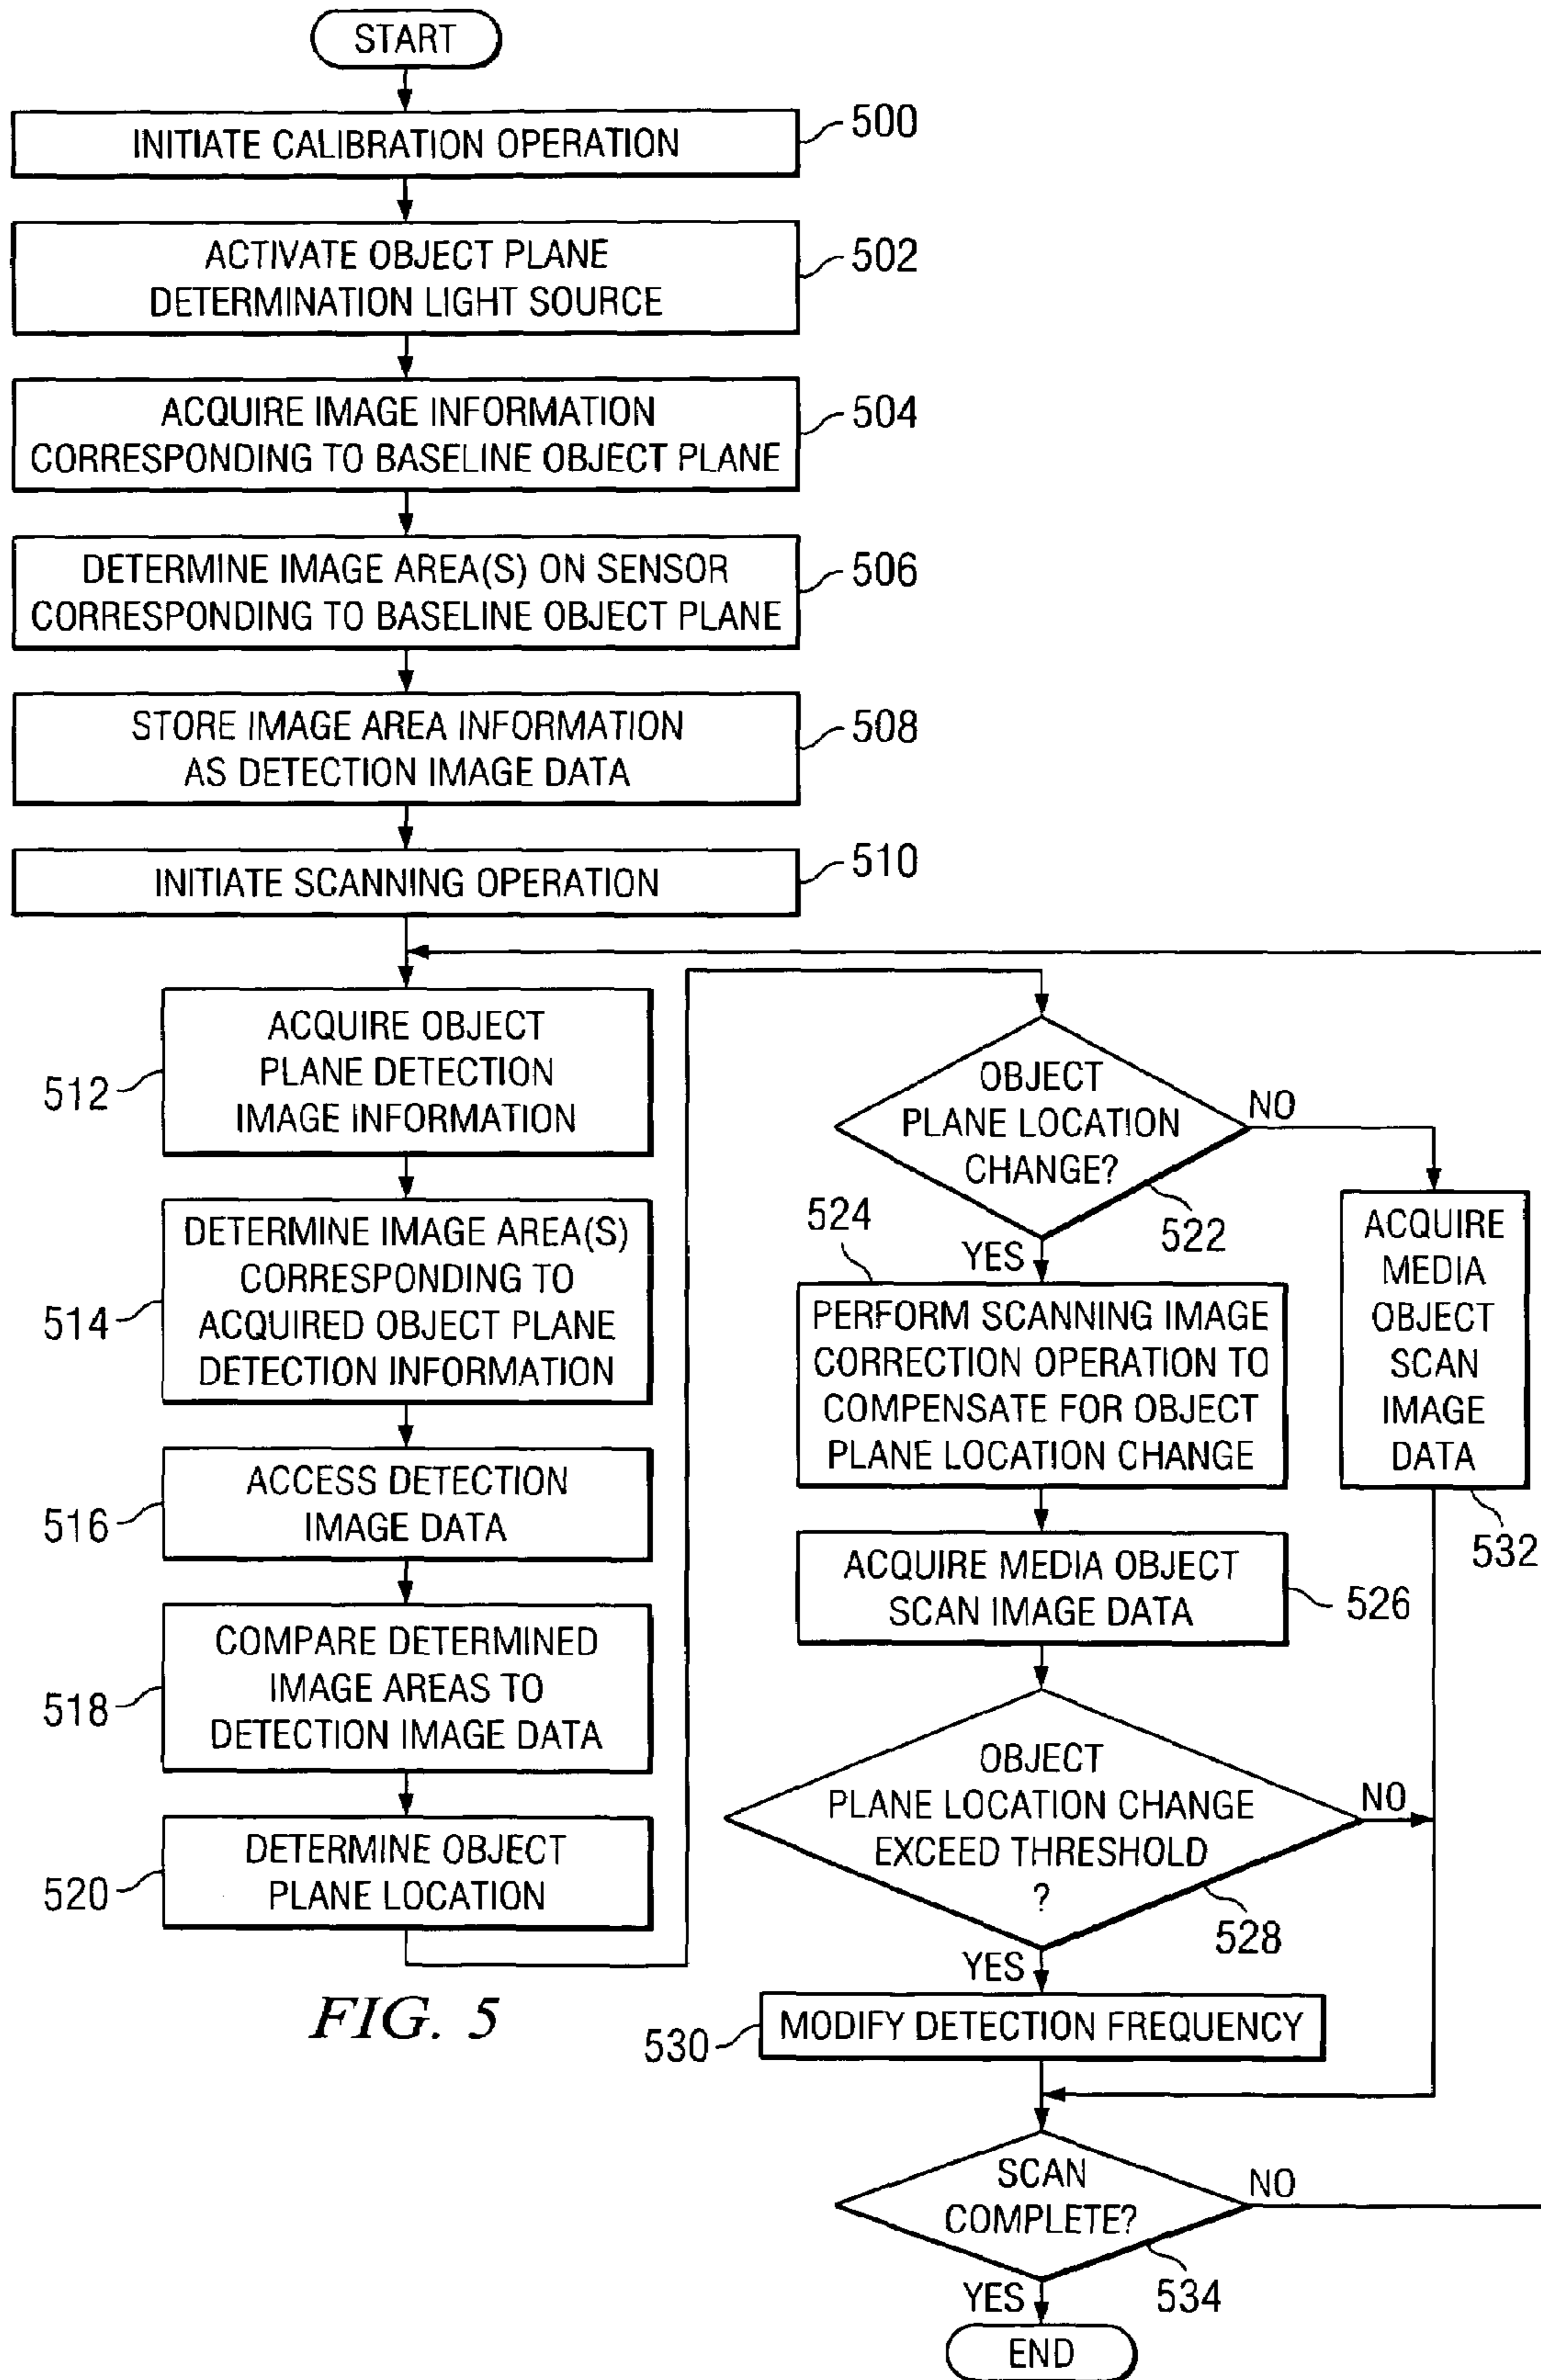 START
INITIATE CALIBRATION OPERATION
500
ACTIVATE OBJECT PLANE
DETERMINATION LIGHT SOURCE
502
ACQUIRE IMAGE INFORMATION
CORRESPONDING TO BASELINE OBJECT PLANE
504
DETERMINE IMAGE AREA(S) ON SENSOR
CORRESPONDING TO BASELINE OBJECT PLANE
506
STORE IMAGE AREA INFORMATION
AS DETECTION IMAGE DATA
508
INITIATE SCANNING OPERATION
510
ACQUIRE OBJECT
PLANE DETECTION
IMAGE INFORMATION
512
DETERMINE IMAGE AREA(S)
CORRESPONDING TO
ACQUIRED OBJECT PLANE
DETECTION INFORMATION
514
ACCESS DETECTION
IMAGE DATA
516
COMPARE DETERMINED
IMAGE AREAS TO
DETECTION IMAGE DATA
518
DETERMINE OBJECT
PLANE LOCATION
520
OBJECT
PLANE LOCATION
CHANGE?
522
NO
YES
524
PERFORM SCANNING IMAGE
CORRECTION OPERATION TO
COMPENSATE FOR OBJECT
PLANE LOCATION CHANGE
ACQUIRE
MEDIA
OBJECT
SCAN
IMAGE
DATA
532
ACQUIRE MEDIA OBJECT
SCAN IMAGE DATA
526
OBJECT
PLANE LOCATION CHANGE
EXCEED THRESHOLD
?
528
NO
YES
MODIFY DETECTION FREQUENCY
530
SCAN
COMPLETE?
534
NO
YES
END
FIG. 5